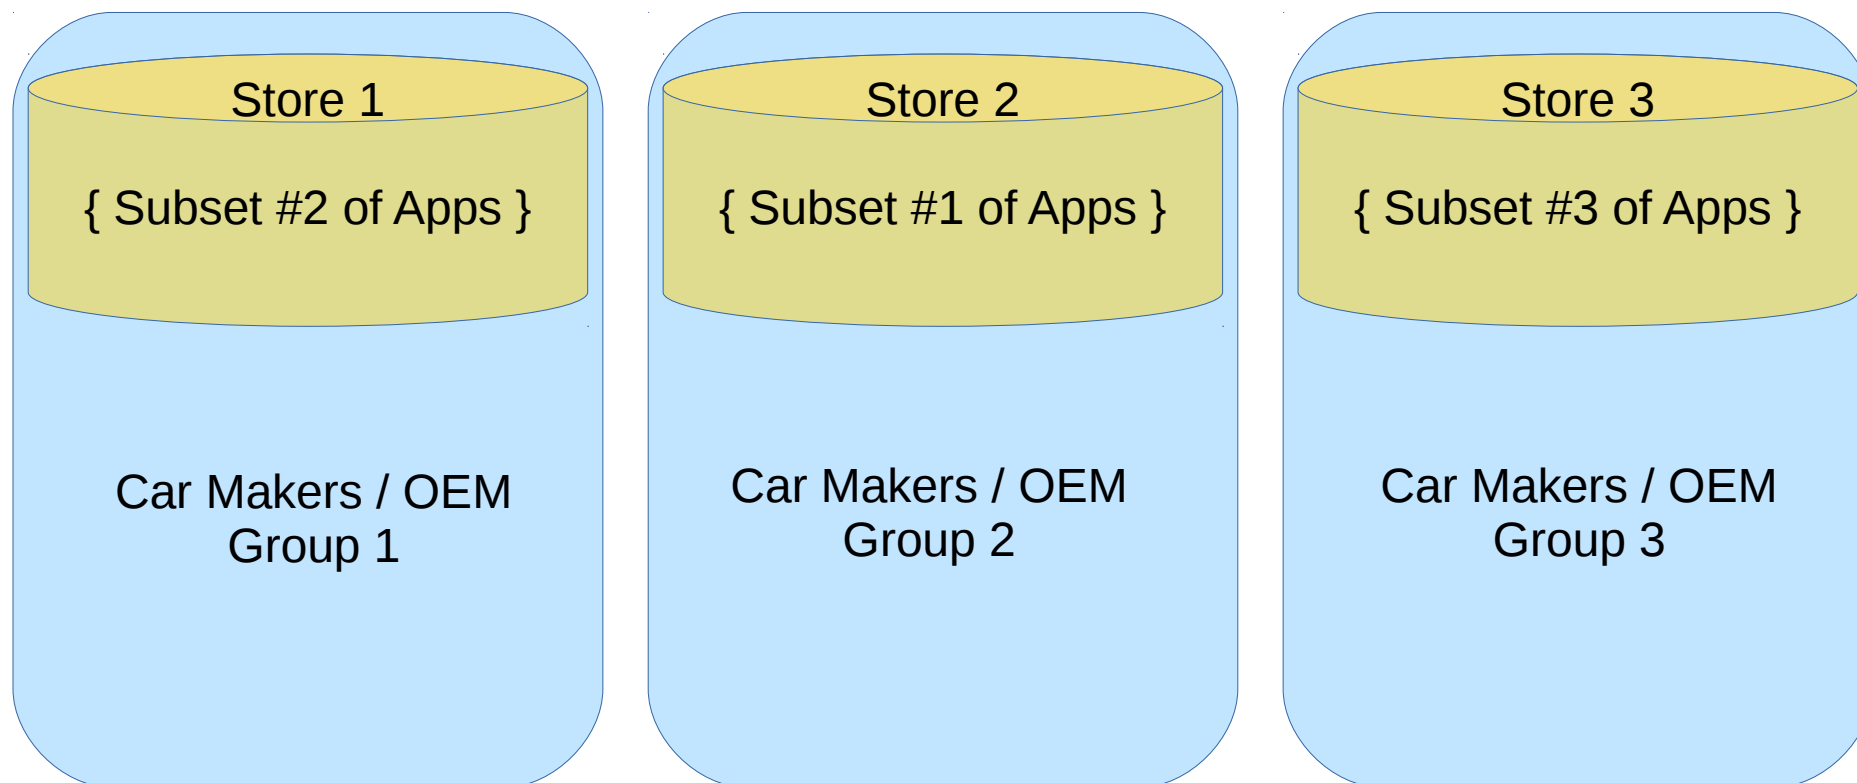 Store 1
{ Subset #2 of Apps }
Car Makers / OEM
Group 1
Store 2
{ Subset #1 of Apps }
Car Makers / OEM
Group 2
Store 3
{ Subset #3 of Apps }
Car Makers / OEM
Group 3